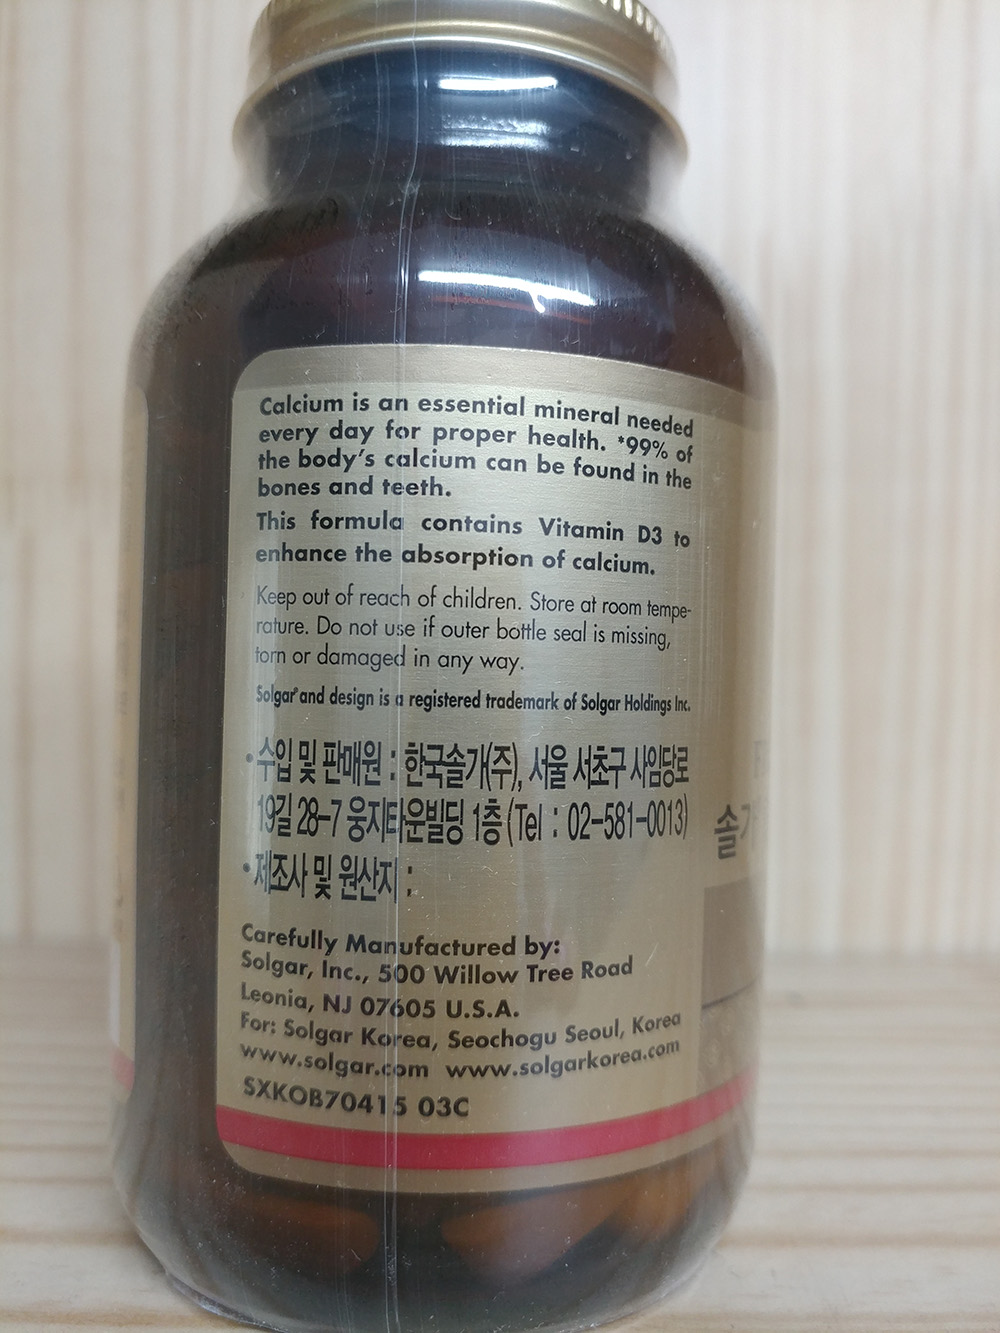 Calcium is an essential mineral needed
every day for proper health. *99% of
the body's calcium can be found in the
bones and teeth.
This formula contains Vitamin D3 to
enhance the absorption of calcium.
Keep out of reach of children. Store at room tempe-
rature. Do not use if outer bottle seal is missing,
torn or damaged in any way.
Solgar® and design is a registered trademark of Solgar Holdings Inc.
• 수입 및 판매원 : 한국솔가(주), 서울 서초구 사임당로
19길 28-7 웅지타운빌딩 1층 (Tel : 02-581-0013)
• 제조사 및 원산지 :
Carefully Manufactured by:
Solgar, Inc., 500 Willow Tree Road
Leonia, NJ 07605 U.S.A.
For: Solgar Korea, Seochogu Seoul, Korea
www.solgar.com www.solgarkorea.com
SXKOB70415 03C
솔가